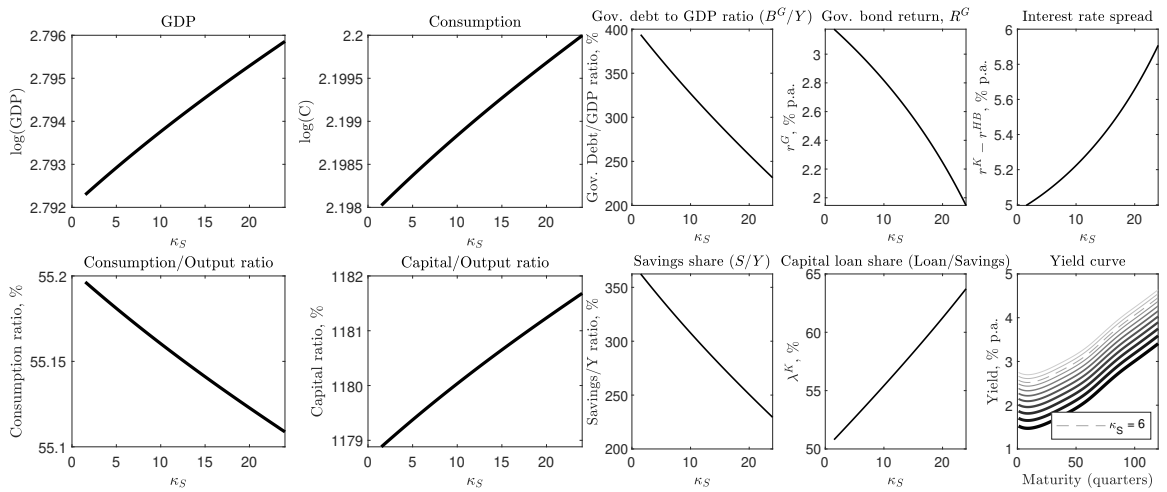 GDP
2.796
2.795
2.794
2.793
2.792
log(GDP)
0 5 10 15 20
κ_S
Consumption
2.2
2.1995
2.199
2.1985
2.198
log(C)
0 5 10 15 20
κ_S
Gov. debt to GDP ratio (B^G/Y)
400
350
300
250
200
Gov. Debt/GDP ratio, %
0 10 20
κ_S
Gov. bond return, R^G
3
2.8
2.6
2.4
2.2
2
r^G, % p.a.
0 10 20
κ_S
Interest rate spread
6
5.8
5.6
5.4
5.2
5
r^K − r^{HB}, % p.a.
0 10 20
κ_S
Consumption/Output ratio
55.2
55.15
55.1
Consumption ratio, %
0 5 10 15 20
κ_S
Capital/Output ratio
1182
1181
1180
1179
Capital ratio, %
0 5 10 15 20
κ_S
Savings share (S/Y)
350
300
250
200
Savings/Y ratio, %
0 10 20
κ_S
Capital loan share (Loan/Savings)
65
60
55
50
λ^K, %
0 10 20
κ_S
Yield curve
5
4
3
2
1
Yield, % p.a.
κ_S = 6
0 50 100
Maturity (quarters)